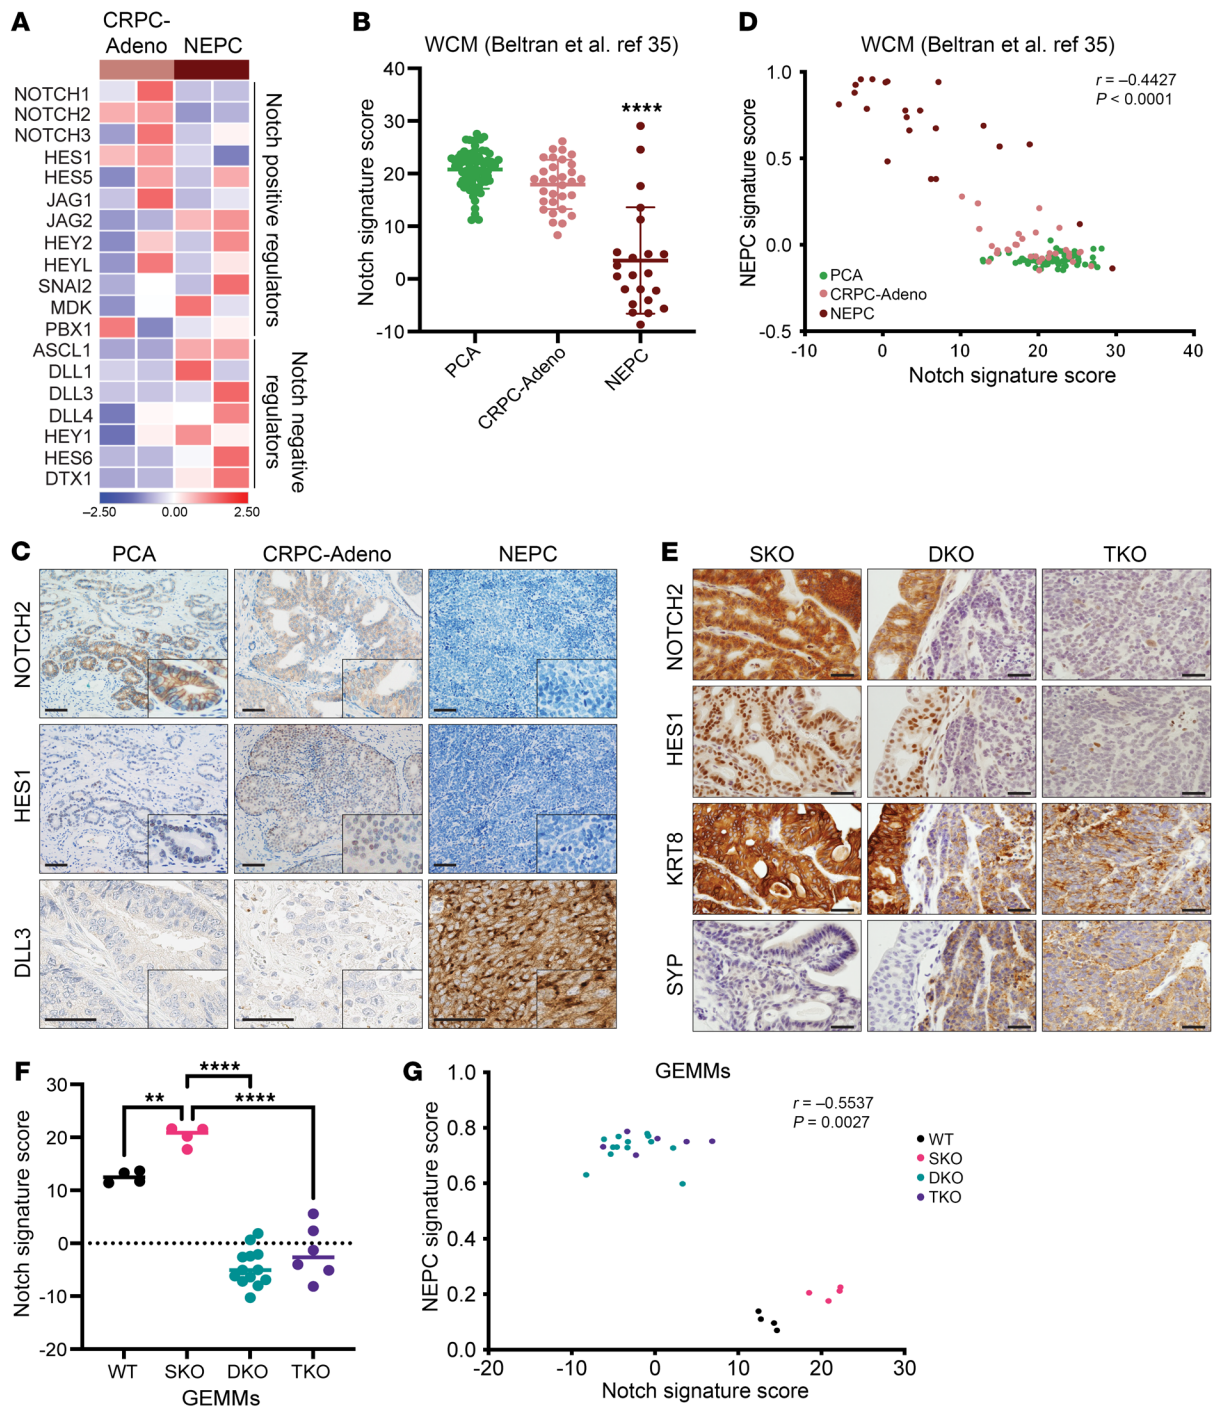 A
CRPC-
Adeno
NEPC
NOTCH1
NOTCH2
NOTCH3
HES1
HES5
JAG1
JAG2
HEY2
HEYL
SNAI2
MDK
PBX1
ASCL1
DLL1
DLL3
DLL4
HEY1
HES6
DTX1
Notch positive regulators
Notch negative
regulators
–2.50
0.00
2.50
B
WCM (Beltran et al. ref 35)
Notch signature score
40
30
20
10
0
-10
****
PCA
CRPC-Adeno
NEPC
D
WCM (Beltran et al. ref 35)
r = –0.4427
P < 0.0001
NEPC signature score
1.0
0.5
0.0
-0.5
PCA
CRPC-Adeno
NEPC
-10
0
10
20
30
40
Notch signature score
C
PCA
CRPC-Adeno
NEPC
NOTCH2
HES1
DLL3
E
SKO
DKO
TKO
NOTCH2
HES1
KRT8
SYP
F
Notch signature score
30
20
10
0
-10
-20
**
****
****
WT
SKO
DKO
TKO
GEMMs
G
GEMMs
r = –0.5537
P = 0.0027
NEPC signature score
1.0
0.8
0.6
0.4
0.2
0.0
WT
SKO
DKO
TKO
-20
-10
0
10
20
30
Notch signature score